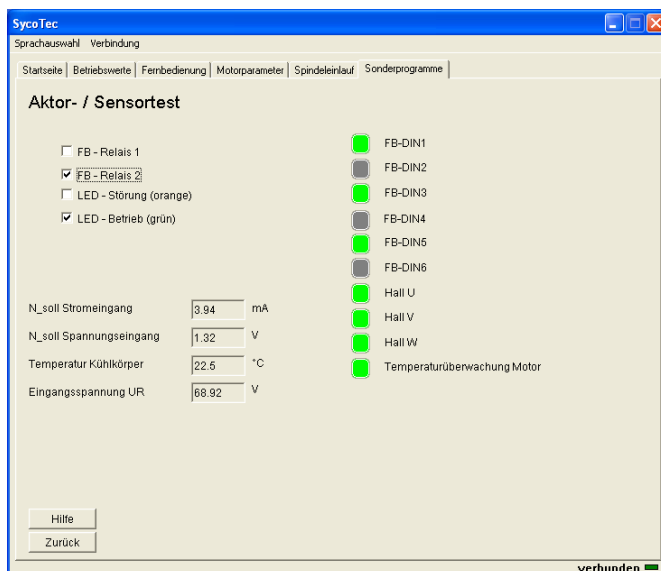 SycoTec
Sprachauswahl Verbindung
Startseite Betriebswerte Fernbedienung Motorparameter Spindeleinlauf Sonderprogramme
Aktor- / Sensortest
FB - Relais 1
FB - Relais 2
LED - Störung (orange)
LED - Betrieb (grün)
FB-DIN1
FB-DIN2
FB-DIN3
FB-DIN4
FB-DIN5
FB-DIN6
Hall U
Hall V
Hall W
Temperaturüberwachung Motor
N_soll Stromeingang 3.94 mA
N_soll Spannungseingang 1.32 V
Temperatur Kühlkörper 22.5 °C
Eingangsspannung UR 68.92 V
Hilfe
Zurück
verbunden